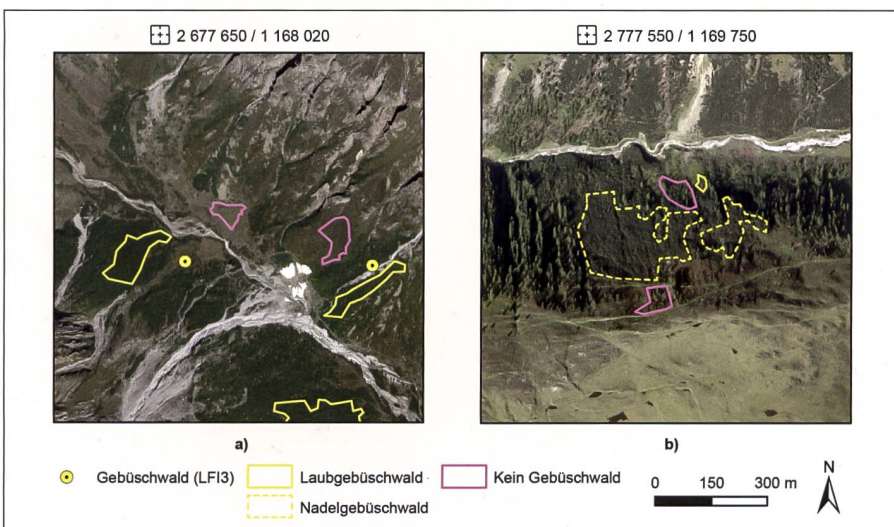 2 677 650 / 1 168 020
2 777 550 / 1 169 750
a)
b)
Gebüschwald (LFI3)
Laubgebüschwald
Kein Gebüschwald
Nadelgebüschwald
0 150 300 m
N